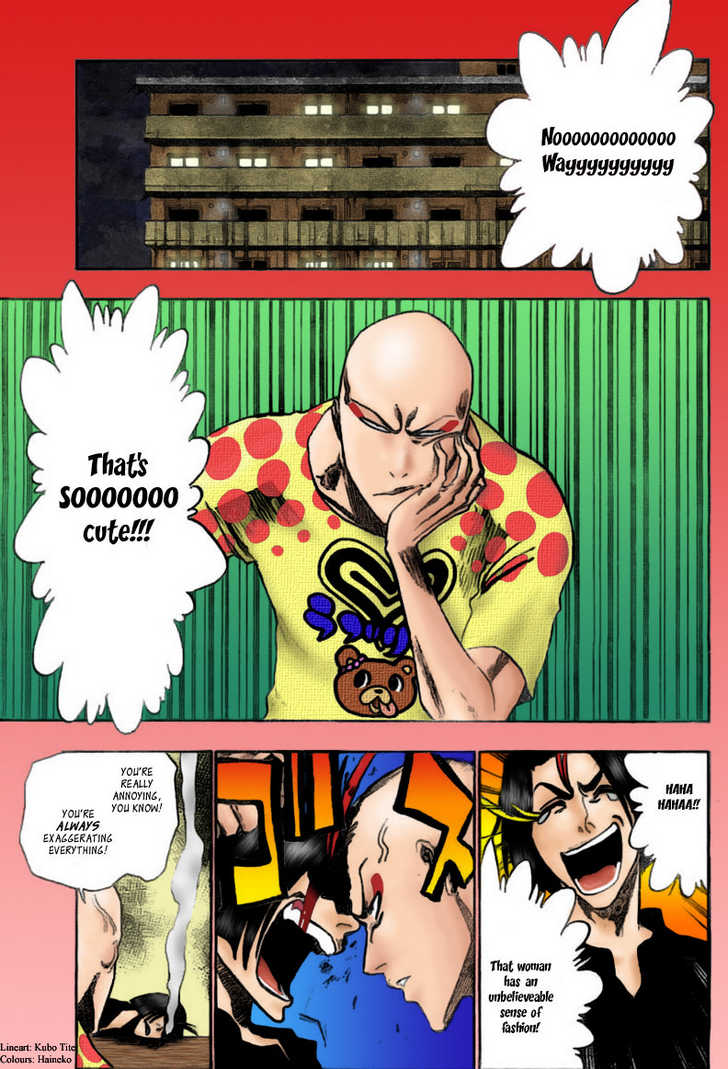 Nooooooooooooo
Wayyyyyyyyyyy
That's
SOOOOOOO
cute!!!
HAHA
HAHAA!!
That woman
has an
unbelieveable
sense of
fashion!
YOU'RE
REALLY
ANNOYING,
YOU KNOW!
YOU'RE
ALWAYS
EXAGGERATING
EVERYTHING!
Lineart: Kubo Tite
Colours: Haineko